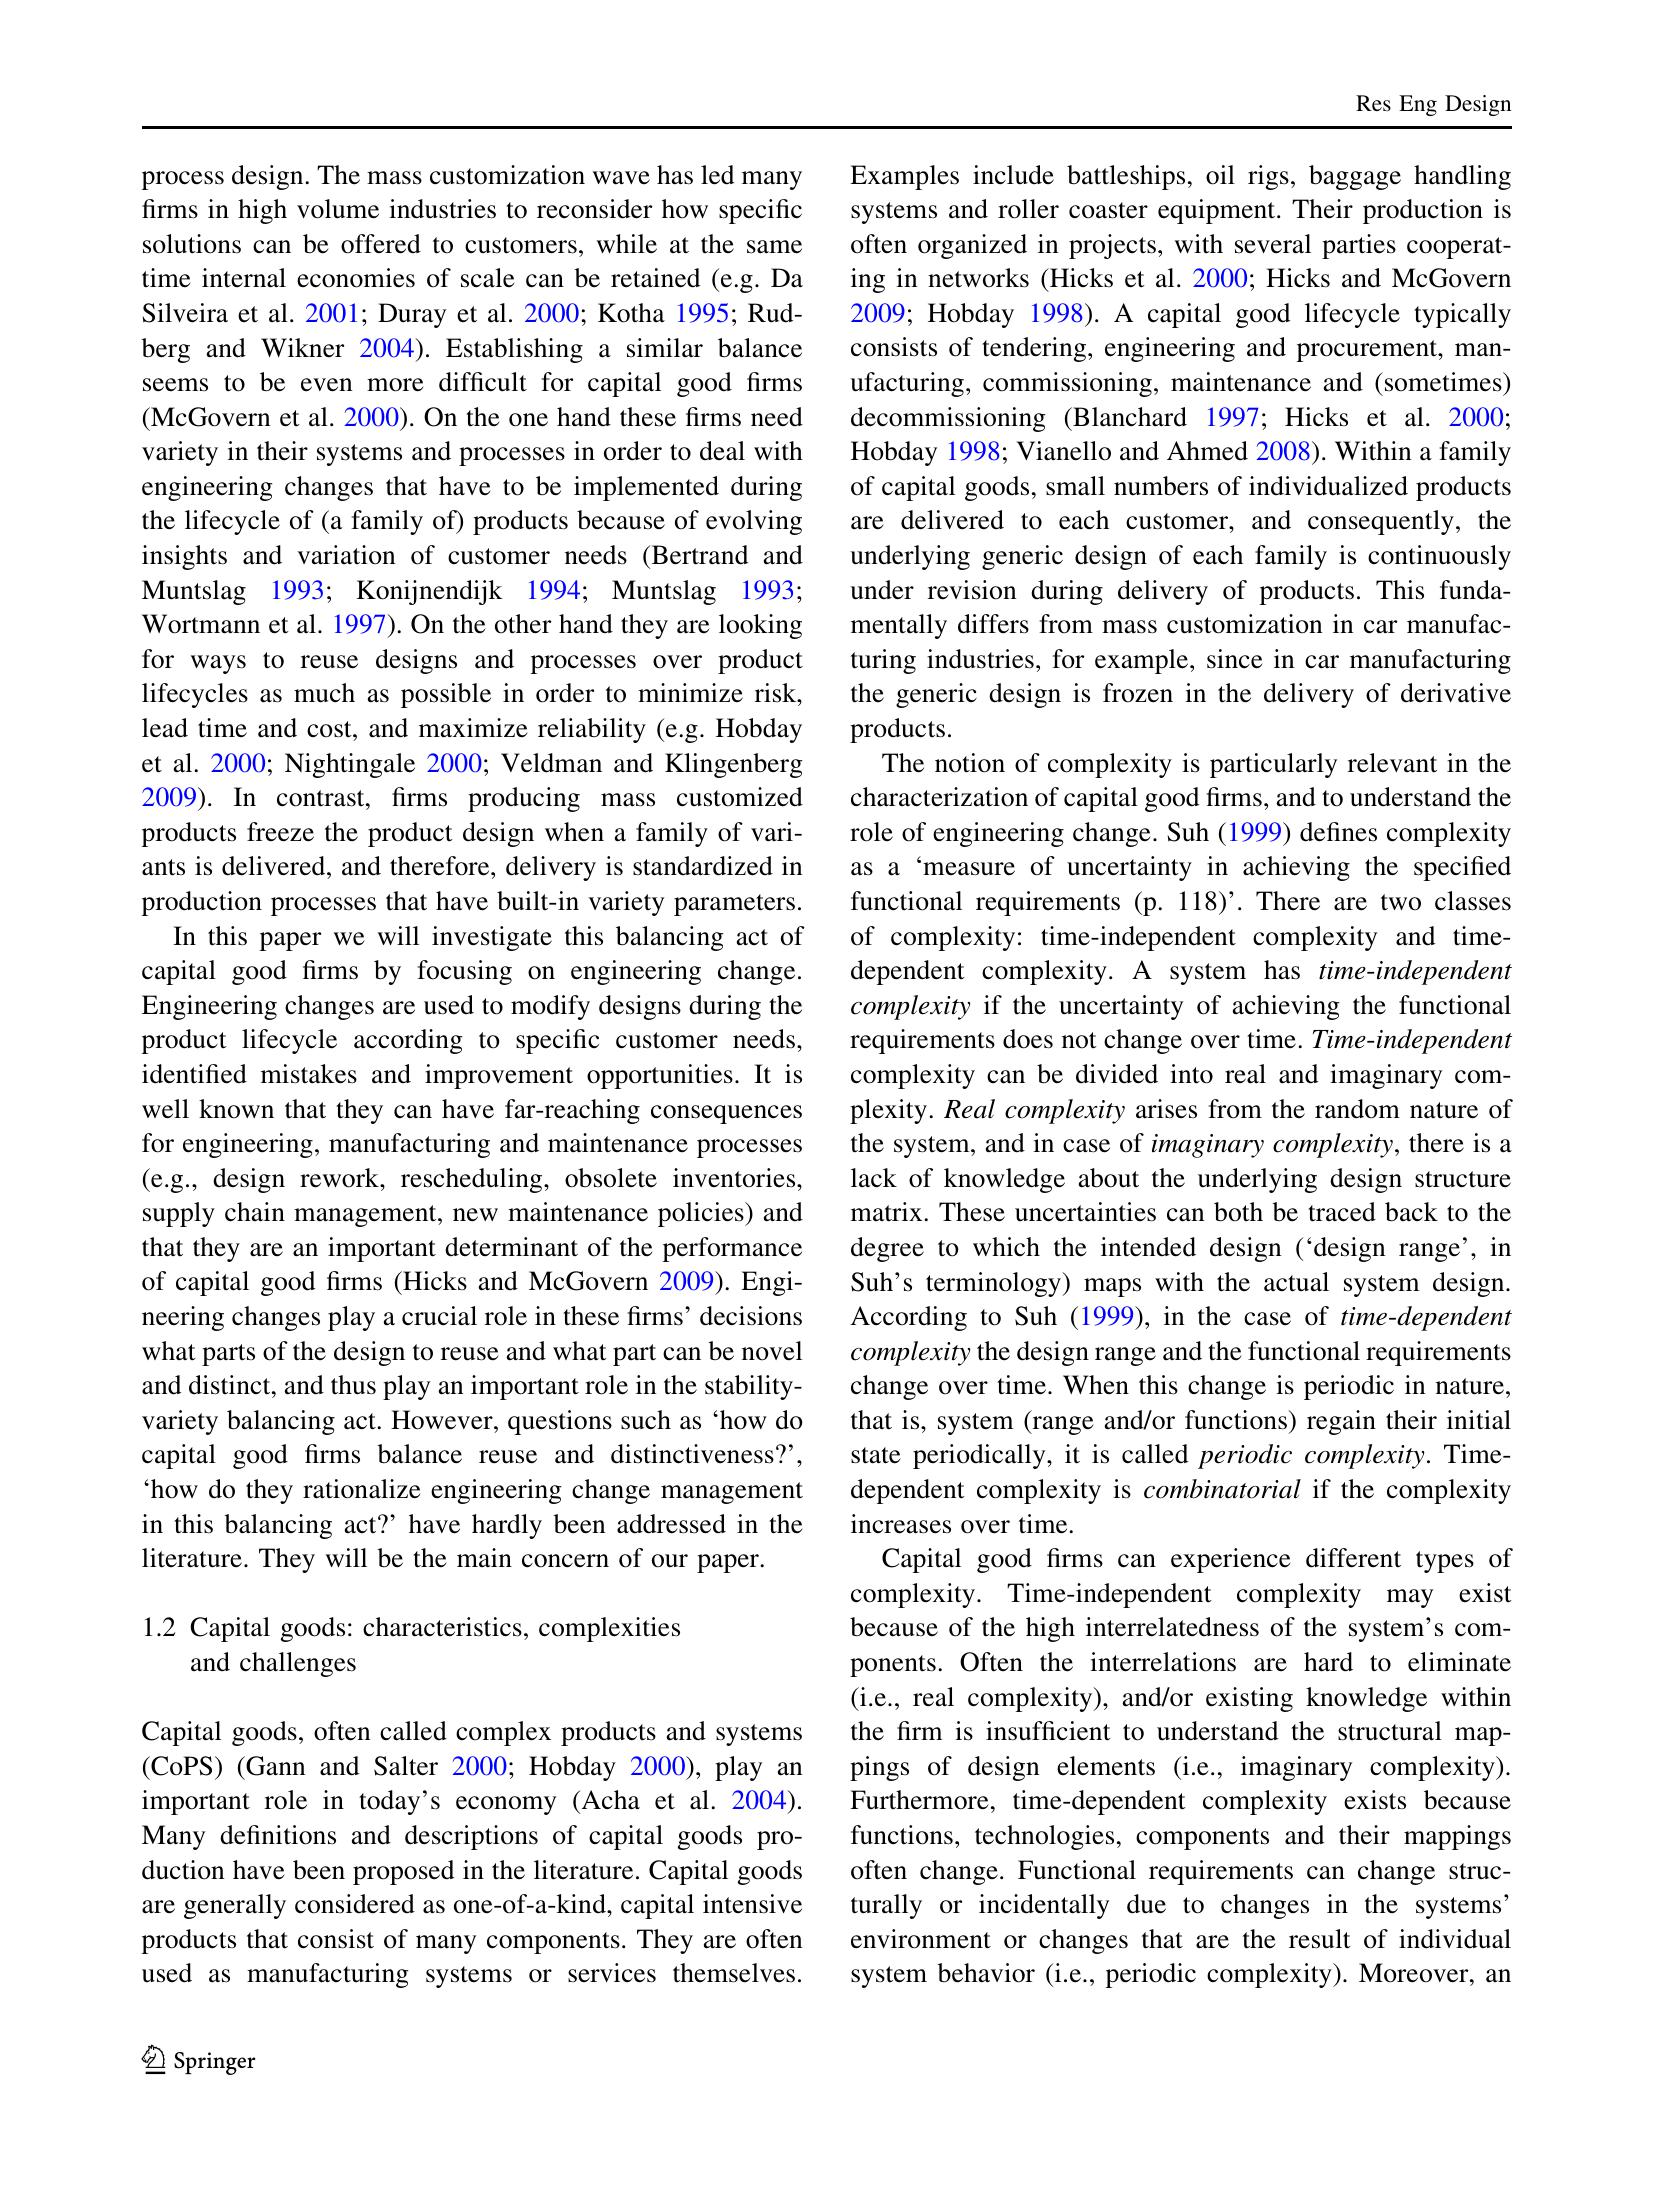 Res Eng Design
process design. The mass customization wave has led many
firms in high volume industries to reconsider how specific
solutions can be offered to customers, while at the same
time internal economies of scale can be retained (e.g. Da
Silveira et al. 2001; Duray et al. 2000; Kotha 1995; Rud-
berg and Wikner 2004). Establishing a similar balance
seems to be even more difficult for capital good firms
(McGovern et al. 2000). On the one hand these firms need
variety in their systems and processes in order to deal with
engineering changes that have to be implemented during
the lifecycle of (a family of) products because of evolving
insights and variation of customer needs (Bertrand and
Muntslag 1993; Konijnendijk 1994; Muntslag 1993;
Wortmann et al. 1997). On the other hand they are looking
for ways to reuse designs and processes over product
lifecycles as much as possible in order to minimize risk,
lead time and cost, and maximize reliability (e.g. Hobday
et al. 2000; Nightingale 2000; Veldman and Klingenberg
2009). In contrast, firms producing mass customized
products freeze the product design when a family of vari-
ants is delivered, and therefore, delivery is standardized in
production processes that have built-in variety parameters.
In this paper we will investigate this balancing act of
capital good firms by focusing on engineering change.
Engineering changes are used to modify designs during the
product lifecycle according to specific customer needs,
identified mistakes and improvement opportunities. It is
well known that they can have far-reaching consequences
for engineering, manufacturing and maintenance processes
(e.g., design rework, rescheduling, obsolete inventories,
supply chain management, new maintenance policies) and
that they are an important determinant of the performance
of capital good firms (Hicks and McGovern 2009). Engi-
neering changes play a crucial role in these firms' decisions
what parts of the design to reuse and what part can be novel
and distinct, and thus play an important role in the stability-
variety balancing act. However, questions such as 'how do
capital good firms balance reuse and distinctiveness?',
'how do they rationalize engineering change management
in this balancing act?' have hardly been addressed in the
literature. They will be the main concern of our paper.
1.2 Capital goods: characteristics, complexities
and challenges
Capital goods, often called complex products and systems
(CoPS) (Gann and Salter 2000; Hobday 2000), play an
important role in today's economy (Acha et al. 2004).
Many definitions and descriptions of capital goods pro-
duction have been proposed in the literature. Capital goods
are generally considered as one-of-a-kind, capital intensive
products that consist of many components. They are often
used as manufacturing systems or services themselves.
Examples include battleships, oil rigs, baggage handling
systems and roller coaster equipment. Their production is
often organized in projects, with several parties cooperat-
ing in networks (Hicks et al. 2000; Hicks and McGovern
2009; Hobday 1998). A capital good lifecycle typically
consists of tendering, engineering and procurement, man-
ufacturing, commissioning, maintenance and (sometimes)
decommissioning (Blanchard 1997; Hicks et al. 2000;
Hobday 1998; Vianello and Ahmed 2008). Within a family
of capital goods, small numbers of individualized products
are delivered to each customer, and consequently, the
underlying generic design of each family is continuously
under revision during delivery of products. This funda-
mentally differs from mass customization in car manufac-
turing industries, for example, since in car manufacturing
the generic design is frozen in the delivery of derivative
products.
The notion of complexity is particularly relevant in the
characterization of capital good firms, and to understand the
role of engineering change. Suh (1999) defines complexity
as a 'measure of uncertainty in achieving the specified
functional requirements (p. 118)'. There are two classes
of complexity: time-independent complexity and time-
dependent complexity. A system has time-independent
complexity if the uncertainty of achieving the functional
requirements does not change over time. Time-independent
complexity can be divided into real and imaginary com-
plexity. Real complexity arises from the random nature of
the system, and in case of imaginary complexity, there is a
lack of knowledge about the underlying design structure
matrix. These uncertainties can both be traced back to the
degree to which the intended design ('design range', in
Suh's terminology) maps with the actual system design.
According to Suh (1999), in the case of time-dependent
complexity the design range and the functional requirements
change over time. When this change is periodic in nature,
that is, system (range and/or functions) regain their initial
state periodically, it is called periodic complexity. Time-
dependent complexity is combinatorial if the complexity
increases over time.
Capital good firms can experience different types of
complexity. Time-independent complexity may exist
because of the high interrelatedness of the system's com-
ponents. Often the interrelations are hard to eliminate
(i.e., real complexity), and/or existing knowledge within
the firm is insufficient to understand the structural map-
pings of design elements (i.e., imaginary complexity).
Furthermore, time-dependent complexity exists because
functions, technologies, components and their mappings
often change. Functional requirements can change struc-
turally or incidentally due to changes in the systems'
environment or changes that are the result of individual
system behavior (i.e., periodic complexity). Moreover, an
Springer